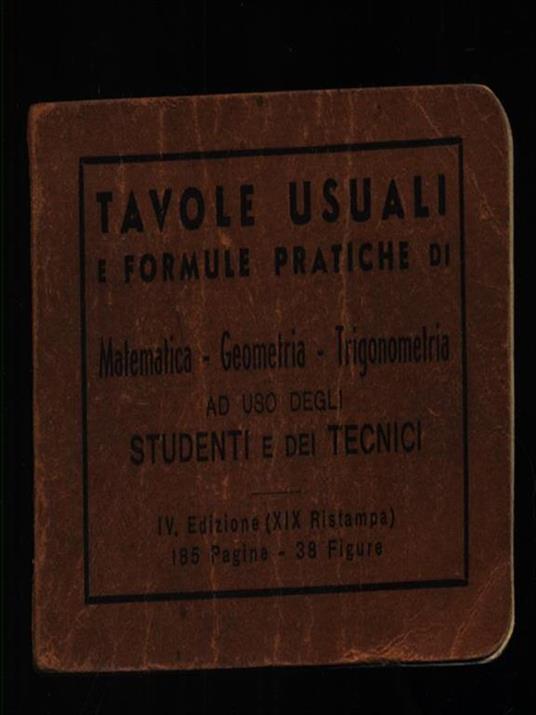 TAVOLE USUALI
E FORMULE PRATICHE DI
Matematica - Geometria - Trigonometria
AD USO DEGLI
STUDENTI E DEI TECNICI
IV. Edizione (XIX Ristampa)
185 Pagine - 38 Figure